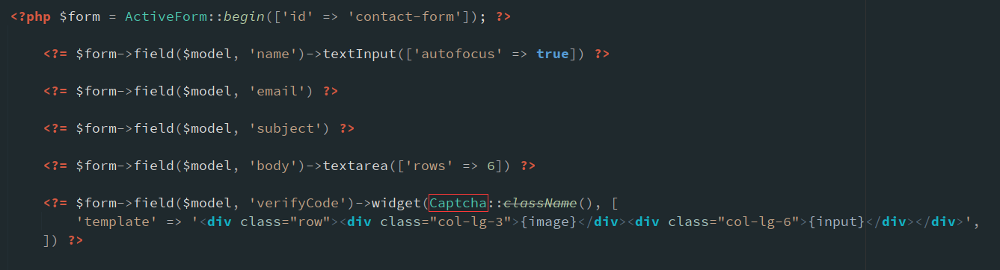 <?php $form = ActiveForm::begin(['id' => 'contact-form']); ?>
<?= $form->field($model, 'name')->textInput(['autofocus' => true]) ?>
<?= $form->field($model, 'email') ?>
<?= $form->field($model, 'subject') ?>
<?= $form->field($model, 'body')->textarea(['rows' => 6]) ?>
<?= $form->field($model, 'verifyCode')->widget(Captcha::className(), [
'template' => '<div class="row"><div class="col-lg-3">{image}</div><div class="col-lg-6">{input}</div></div>',
]) ?>